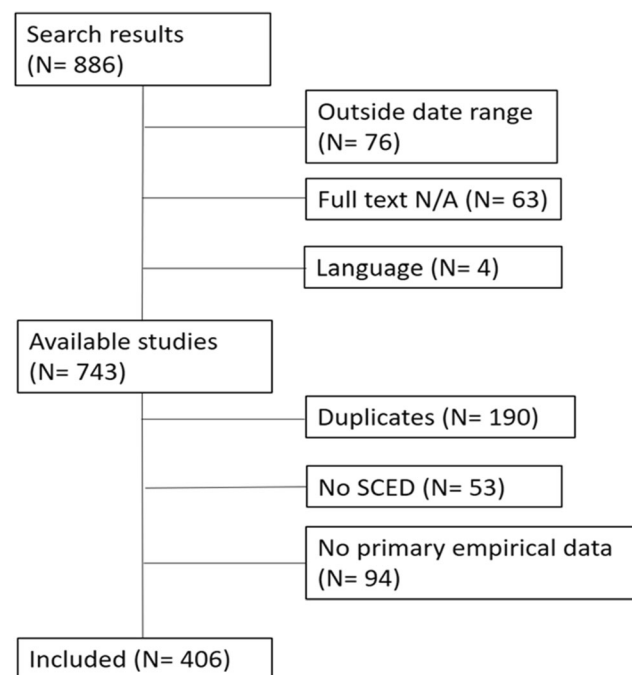 Search results
(N= 886)
Outside date range
(N= 76)
Full text N/A (N= 63)
Language (N= 4)
Available studies
(N= 743)
Duplicates (N= 190)
No SCED (N= 53)
No primary empirical data
(N= 94)
Included (N= 406)